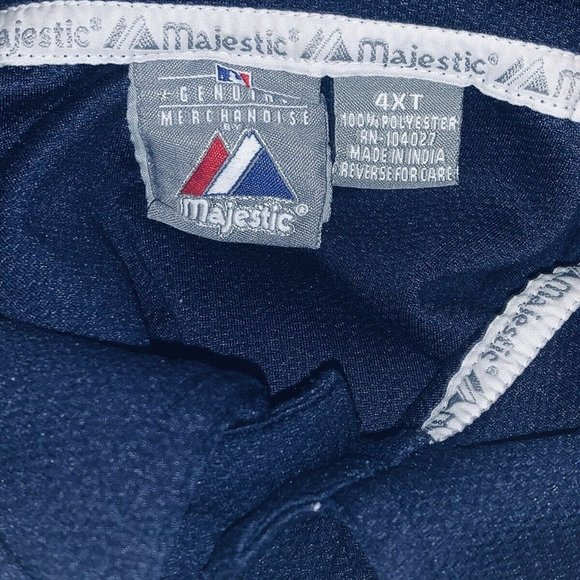 Majestic® Majestic® Majestic®
GENUINE
MERCHANDISE
BY
Majestic®
4XT
100% POLYESTER
RN-104027
MADE IN INDIA
REVERSE FOR CARE
Majestic®